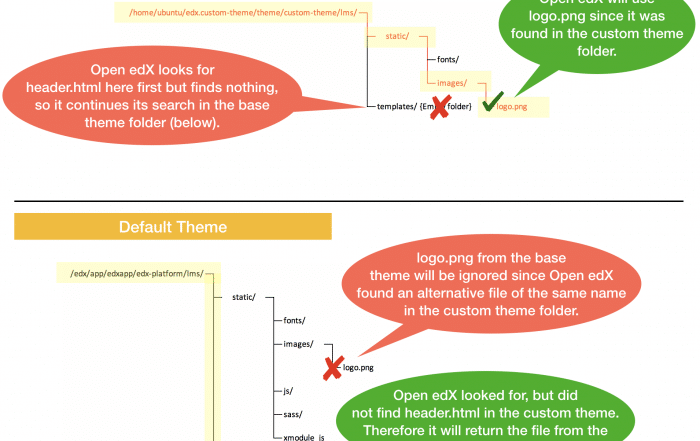 Open edX will use
/home/ubuntu/edx.custom-theme/theme/custom-theme/lms/
logo.png since it was
found in the custom theme
folder.
static/
fonts/
images/
templates/ {Empty folder}
logo.png
Open edX looks for
header.html here first but finds nothing,
so it continues its search in the base
theme folder (below).
Default Theme
/edx/app/edxapp/edx-platform/lms/
static/
fonts/
images/
logo.png
js/
sass/
xmodule_js
logo.png from the base
theme will be ignored since Open edX
found an alternative file of the same name
in the custom theme folder.
Open edX looked for, but did
not find header.html in the custom theme.
Therefore it will return the file from the